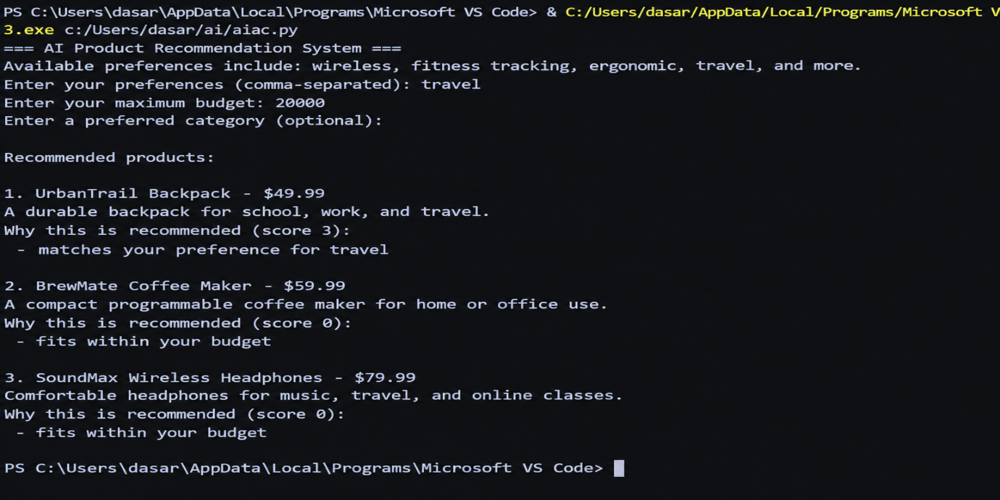 PS C:\Users\dasar\AppData\Local\Programs\Microsoft VS Code> & C:/Users/dasar/AppData/Local/Programs/Microsoft V
3.exe c:/Users/dasar/ai/aiac.py
=== AI Product Recommendation System ===
Available preferences include: wireless, fitness tracking, ergonomic, travel, and more.
Enter your preferences (comma-separated): travel
Enter your maximum budget: 20000
Enter a preferred category (optional):
Recommended products:
1. UrbanTrail Backpack - $49.99
A durable backpack for school, work, and travel.
Why this is recommended (score 3):
- matches your preference for travel
2. BrewMate Coffee Maker - $59.99
A compact programmable coffee maker for home or office use.
Why this is recommended (score 0):
- fits within your budget
3. SoundMax Wireless Headphones - $79.99
Comfortable headphones for music, travel, and online classes.
Why this is recommended (score 0):
- fits within your budget
PS C:\Users\dasar\AppData\Local\Programs\Microsoft VS Code>